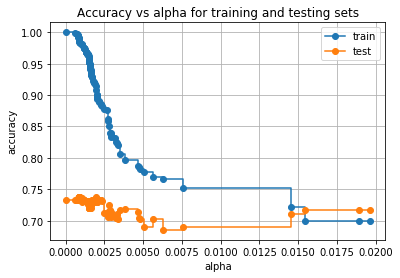 Accuracy vs alpha for training and testing sets
train
test
accuracy
1.00
0.95
0.90
0.85
0.80
0.75
0.70
0.0000 0.0025 0.0050 0.0075 0.0100 0.0125 0.0150 0.0175 0.0200
alpha